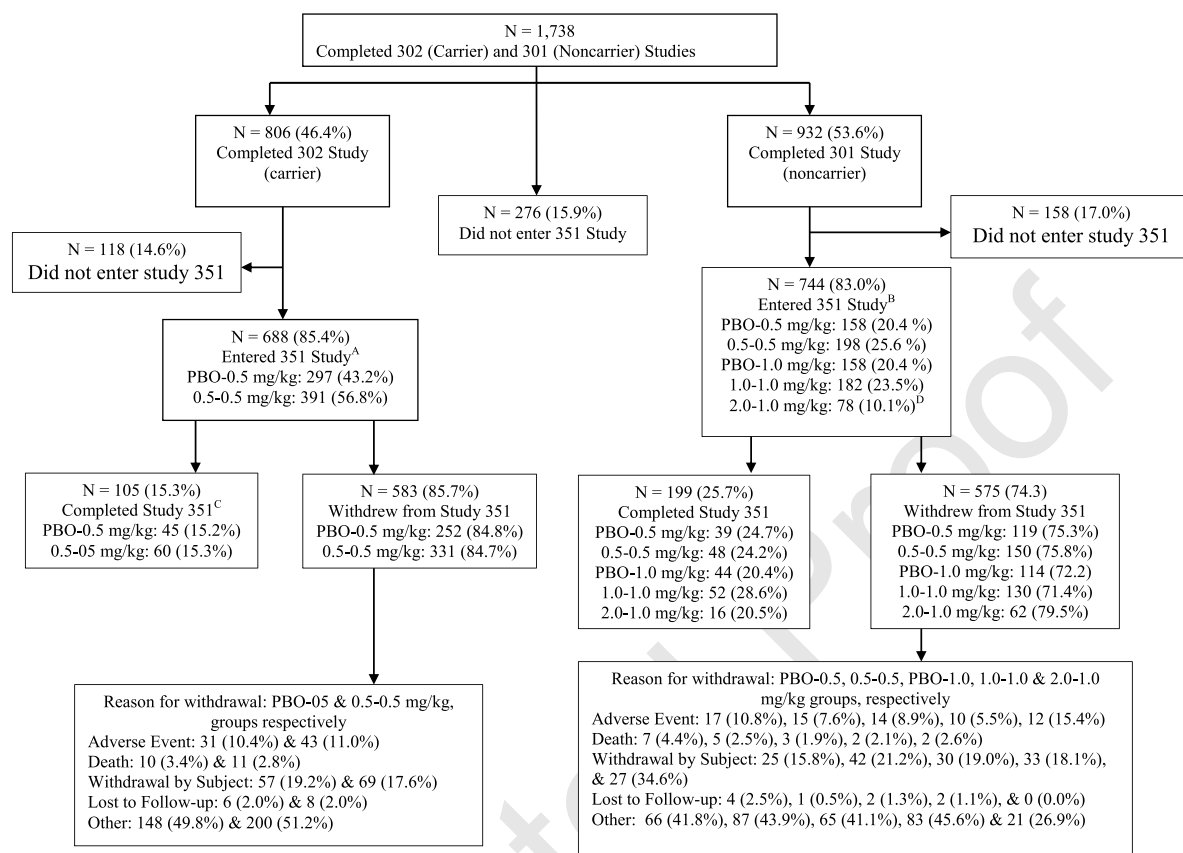 N = 1,738
Completed 302 (Carrier) and 301 (Noncarrier) Studies
N = 806 (46.4%)
Completed 302 Study
(carrier)
N = 932 (53.6%)
Completed 301 Study
(noncarrier)
N = 276 (15.9%)
Did not enter 351 Study
N = 118 (14.6%)
Did not enter study 351
N = 158 (17.0%)
Did not enter study 351
N = 688 (85.4%)
Entered 351 Study^A
PBO-0.5 mg/kg: 297 (43.2%)
0.5-0.5 mg/kg: 391 (56.8%)
N = 744 (83.0%)
Entered 351 Study^B
PBO-0.5 mg/kg: 158 (20.4 %)
0.5-0.5 mg/kg: 198 (25.6 %)
PBO-1.0 mg/kg: 158 (20.4 %)
1.0-1.0 mg/kg: 182 (23.5%)
2.0-1.0 mg/kg: 78 (10.1%)^D
N = 105 (15.3%)
Completed Study 351^C
PBO-0.5 mg/kg: 45 (15.2%)
0.5-05 mg/kg: 60 (15.3%)
N = 583 (85.7%)
Withdrew from Study 351
PBO-0.5 mg/kg: 252 (84.8%)
0.5-0.5 mg/kg: 331 (84.7%)
N = 199 (25.7%)
Completed Study 351
PBO-0.5 mg/kg: 39 (24.7%)
0.5-0.5 mg/kg: 48 (24.2%)
PBO-1.0 mg/kg: 44 (20.4%)
1.0-1.0 mg/kg: 52 (28.6%)
2.0-1.0 mg/kg: 16 (20.5%)
N = 575 (74.3)
Withdrew from Study 351
PBO-0.5 mg/kg: 119 (75.3%)
0.5-0.5 mg/kg: 150 (75.8%)
PBO-1.0 mg/kg: 114 (72.2
1.0-1.0 mg/kg: 130 (71.4%)
2.0-1.0 mg/kg: 62 (79.5%)
Reason for withdrawal: PBO-05 & 0.5-0.5 mg/kg,
groups respectively
Adverse Event: 31 (10.4%) & 43 (11.0%)
Death: 10 (3.4%) & 11 (2.8%)
Withdrawal by Subject: 57 (19.2%) & 69 (17.6%)
Lost to Follow-up: 6 (2.0%) & 8 (2.0%)
Other: 148 (49.8%) & 200 (51.2%)
Reason for withdrawal: PBO-0.5, 0.5-0.5, PBO-1.0, 1.0-1.0 & 2.0-1.0
mg/kg groups, respectively
Adverse Event: 17 (10.8%), 15 (7.6%), 14 (8.9%), 10 (5.5%), 12 (15.4%)
Death: 7 (4.4%), 5 (2.5%), 3 (1.9%), 2 (2.1%), 2 (2.6%)
Withdrawal by Subject: 25 (15.8%), 42 (21.2%), 30 (19.0%), 33 (18.1%),
& 27 (34.6%)
Lost to Follow-up: 4 (2.5%), 1 (0.5%), 2 (1.3%), 2 (1.1%), & 0 (0.0%)
Other: 66 (41.8%), 87 (43.9%), 65 (41.1%), 83 (45.6%) & 21 (26.9%)
Proof